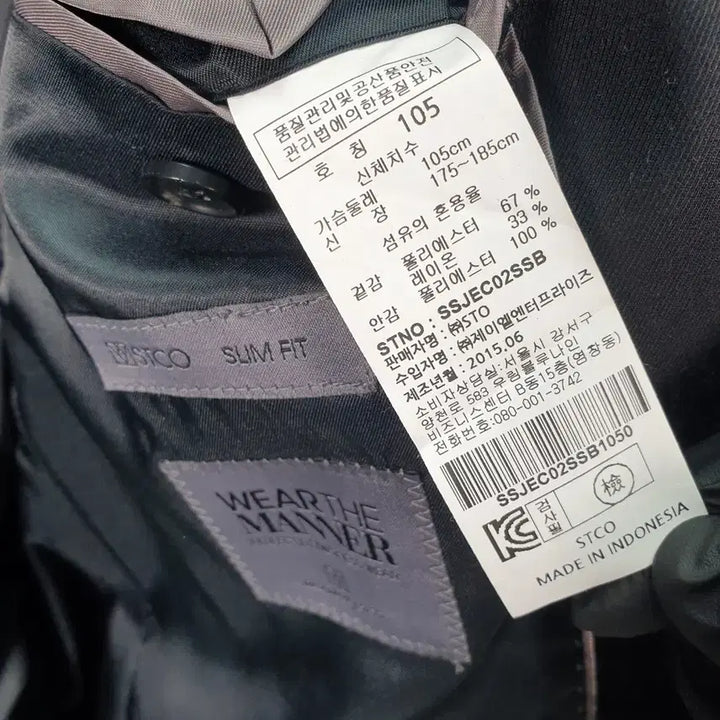 품질관리및공산품안전
관리법에의한품질표시
호 칭 105
신체치수
가슴둘레 105cm
신 장 175~185cm
섬유의 혼용율
겉감 폴리에스터 67 %
레이온 33 %
안감 폴리에스터 100 %
STNO : SSJEC02SSB
판매자명 : ㈜STO
수입자명 : ㈜제이엘엔터프라이즈
제조년월 : 2015.06
소비자상담실:서울시 강서구
양천로 583 우림블루나인
비즈니스센터 B동15층(염창동)
전화번호:080-001-3742
SSJEC02SSB1050
검사필
檢
STCO
MADE IN INDONESIA
STCO SLIM FIT
WEAR THE
MANNER